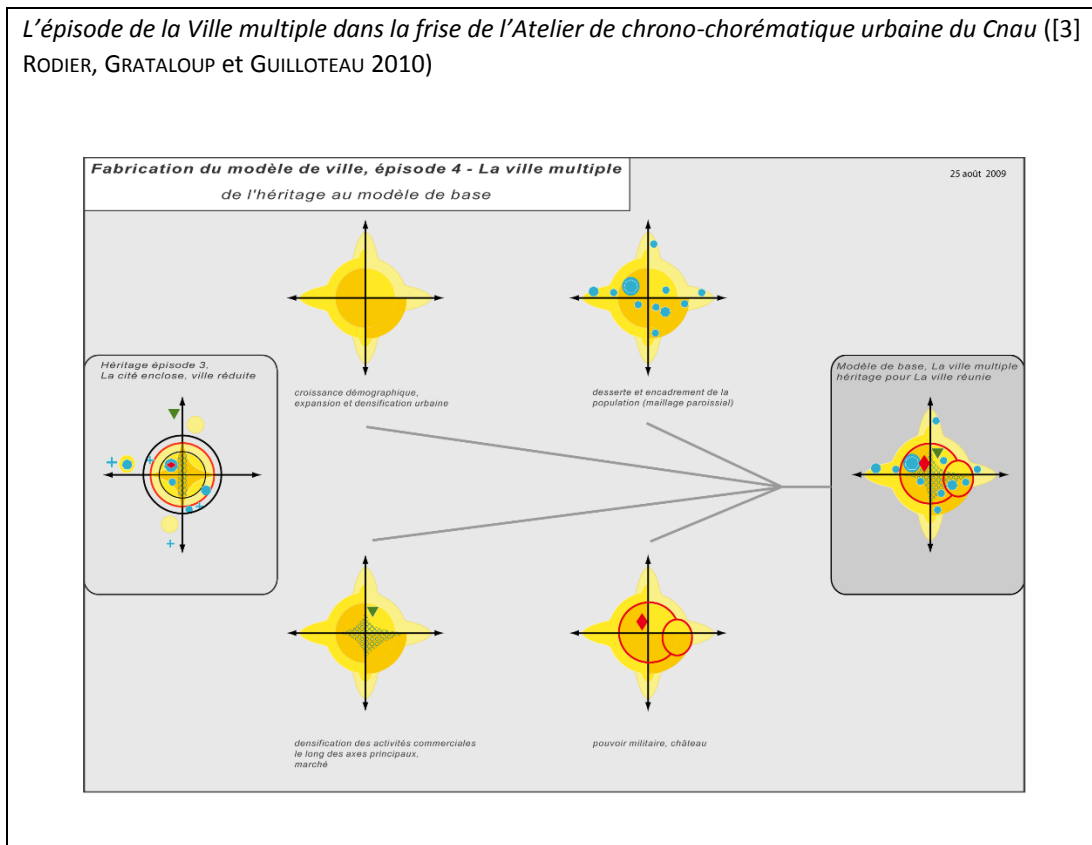 L’épisode de la Ville multiple dans la frise de l’Atelier de chrono-chorématique urbaine du Cnau ([3]
RODIER, GRATALOUP et GUILLOTEAU 2010)
Fabrication du modèle de ville, épisode 4 - La ville multiple
de l'héritage au modèle de base
25 août 2009
Héritage épisode 3,
La cité enclose, ville réduite
croissance démographique,
expansion et densification urbaine
desserte et encadrement de la
population (maillage paroissial)
Modèle de base, La ville multiple
héritage pour La ville réunie
densification des activités commerciales
le long des axes principaux,
marché
pouvoir militaire, château